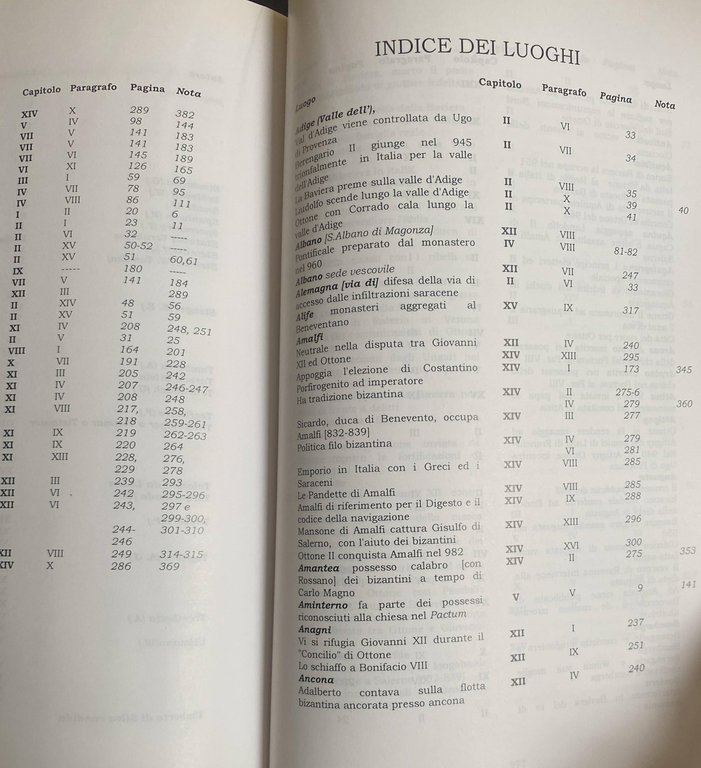 Capitolo Paragrafo Pagina Nota
XIV X 289 382
V IV 98 144
VII V 141 183
VII V 141 183
VII VI 145 189
VI XI 126 165
III I 59 69
IV VII 78 95
IV VIII 86 111
I II 20 6
II I 23 11
II VI 32 -----
II XV 50-52 -----
II XV 51 60,61
IX ----- 180 -----
VII V 141 184
XII III 289
II XIV 48 56
II XV 51 59
XI IV 208 248, 251
II V 31 25
VIII I 164 201
X VII 191 228
XI III 205 242
XI IV 207 246-247
XI IV 208 248
XI VIII 217, 258,
218 259-261
XI IX 219 262-263
XI IX 220 264
XI XIII 228, 276,
229 278
XII III 239 293
XII VI 242 295-296
XII VI 243, 297 e
299-300,
244- 301-310
246
XII VIII 249 314-315
XIV X 286 369
INDICE DEI LUOGHI
Luogo Capitolo Paragrafo Pagina Nota
Adige (Valle dell'),
Val d'Adige viene controllata da Ugo II VI 33
di Provenza
Berengario II giunge nel 945 II VII 34
trionfalmente in Italia per la valle
dell'Adige
La Baviera preme sulla valle d'Adige II VIII 35
Liudolfo scende lungo la valle d'Adige II X 39 40
Ottone con Corrado cala lungo la II X 41
valle d'Adige
Albano [S.Albano di Magonza] XII VIII
Pontificale preparato dal monastero IV VIII 81-82
nel 960
Albano sede vescovile XII VII 247
Alemagna [via di] difesa della via di II VI 33
accesso dalle infiltrazioni saracene
Alife monasteri aggregati al XV IX 317
Beneventano
Amalfi
Neutrale nella disputa tra Giovanni XII IV 240
XII ed Ottone XIV XIII 295
Appoggia l'elezione di Costantino XIV I 173 345
Porfirogenito ad imperatore
Ha tradizione bizantina XIV II 275-6
IV 279 360
Sicardo, duca di Benevento, occupa XIV III 277
Amalfi [832-839]
Politica filo bizantina XIV IV 279
VI 281
Emporio in Italia con i Greci ed i XIV VIII 285
Saraceni
Le Pandette di Amalfi XIV VIII 285
Amalfi di riferimento per il Digesto e il XIV IX 288
codice della navigazione
Mansone di Amalfi cattura Gisulfo di XIV XIII 296
Salerno, con l'aiuto dei bizantini
Ottone II conquista Amalfi nel 982 XIV XVI 300
Amantea possesso calabro [con XIV II 275 353
Rossano] dei bizantini a tempo di
Carlo Magno
Aminterno fa parte dei possessi V V 9 141
riconosciuti alla chiesa nel Pactum
Anagni
Vi si rifugia Giovanni XII durante il XII I 237
"Concilio" di Ottone
Lo schiaffo a Bonifacio VIII XII IX 251
Ancona
Adalberto contava sulla flotta XII IV 240
bizantina ancorata presso ancona